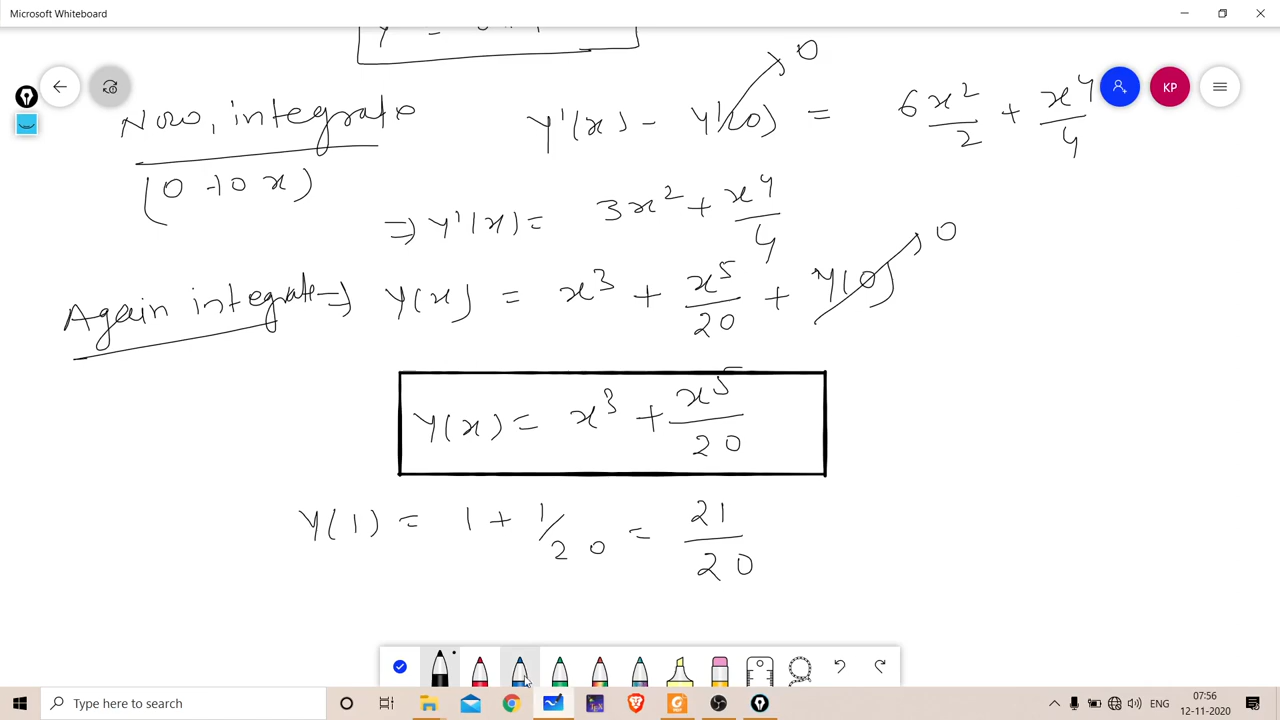 Microsoft Whiteboard
Now, integrate
(0 to x)
y'(x) - y'(0) → 0 = 6x²/2 + x⁴/4
⇒ y'(x) = 3x² + x⁴/4
Again integrate ⇒ y(x) = x³ + x⁵/20 + y(0) → 0
y(x) = x³ + x⁵/20
y(1) = 1 + 1/20 = 21/20
KP
Type here to search
07:56
12-11-2020